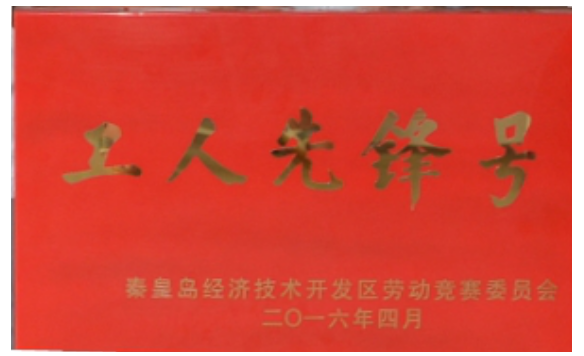 工人先锋号
秦皇岛经济技术开发区劳动竞赛委员会
二〇一六年四月